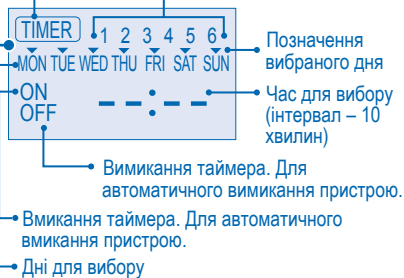 TIMER 1 2 3 4 5 6
MON TUE WED THU FRI SAT SUN
ON
OFF
--:--
Позначення
вибраного дня
Час для вибору
(інтервал – 10
хвилин)
Вимикання таймера. Для
автоматичного вимикання пристрою.
Вмикання таймера. Для автоматичного
вмикання пристрою.
Дні для вибору